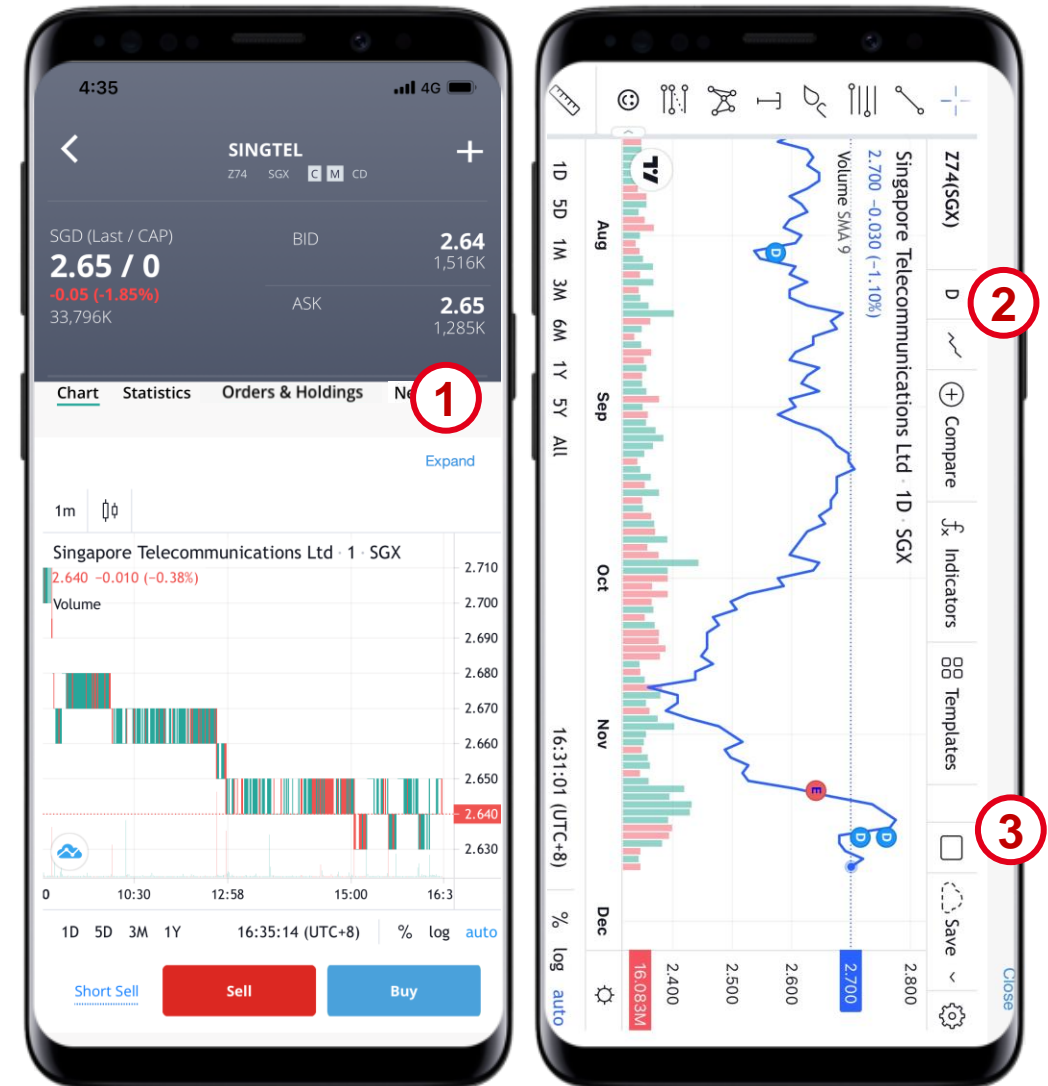 4:35
4G
SINGTEL
Z74 SGX C M CD
SGD (Last / CAP)
2.65 / 0
-0.05 (-1.85%)
33,796K
BID 2.64
1,516K
ASK 2.65
1,285K
Chart Statistics Orders & Holdings Ne
1
Expand
1m
Singapore Telecommunications Ltd · 1 · SGX
2.640 −0.010 (−0.38%)
Volume
2.710
2.700
2.690
2.680
2.670
2.660
2.650
2.640
2.630
0 10:30 12:58 15:00 16:3
1D 5D 3M 1Y 16:35:14 (UTC+8) % log auto
Short Sell Sell Buy
Close
Z74(SGX) D Compare Indicators Templates Save
2
3
Singapore Telecommunications Ltd · 1D · SGX
2.700 −0.030 (−1.10%)
Volume SMA 9
D
E
D
D
2.800
2.700
2.600
2.500
2.400
16.083M
Aug Sep Oct Nov Dec
1D 5D 1M 3M 6M 1Y 5Y All 16:31:01 (UTC+8) % log auto